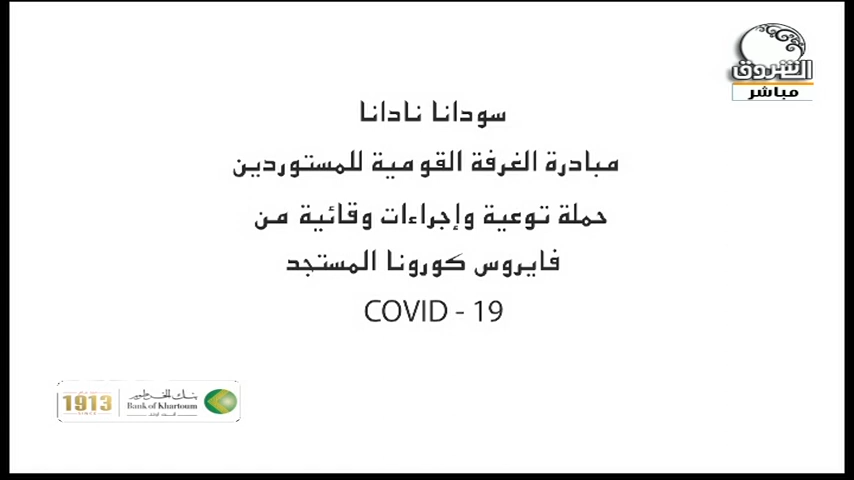 الشروق
مباشر
سودانا نادانا
مبادرة الغرفة القومية للمستوردين
حملة توعية وإجراءات وقائية من
فايروس كورونا المستجد
COVID - 19
1913
SINCE
بنك الخرطوم
Bank of Khartoum